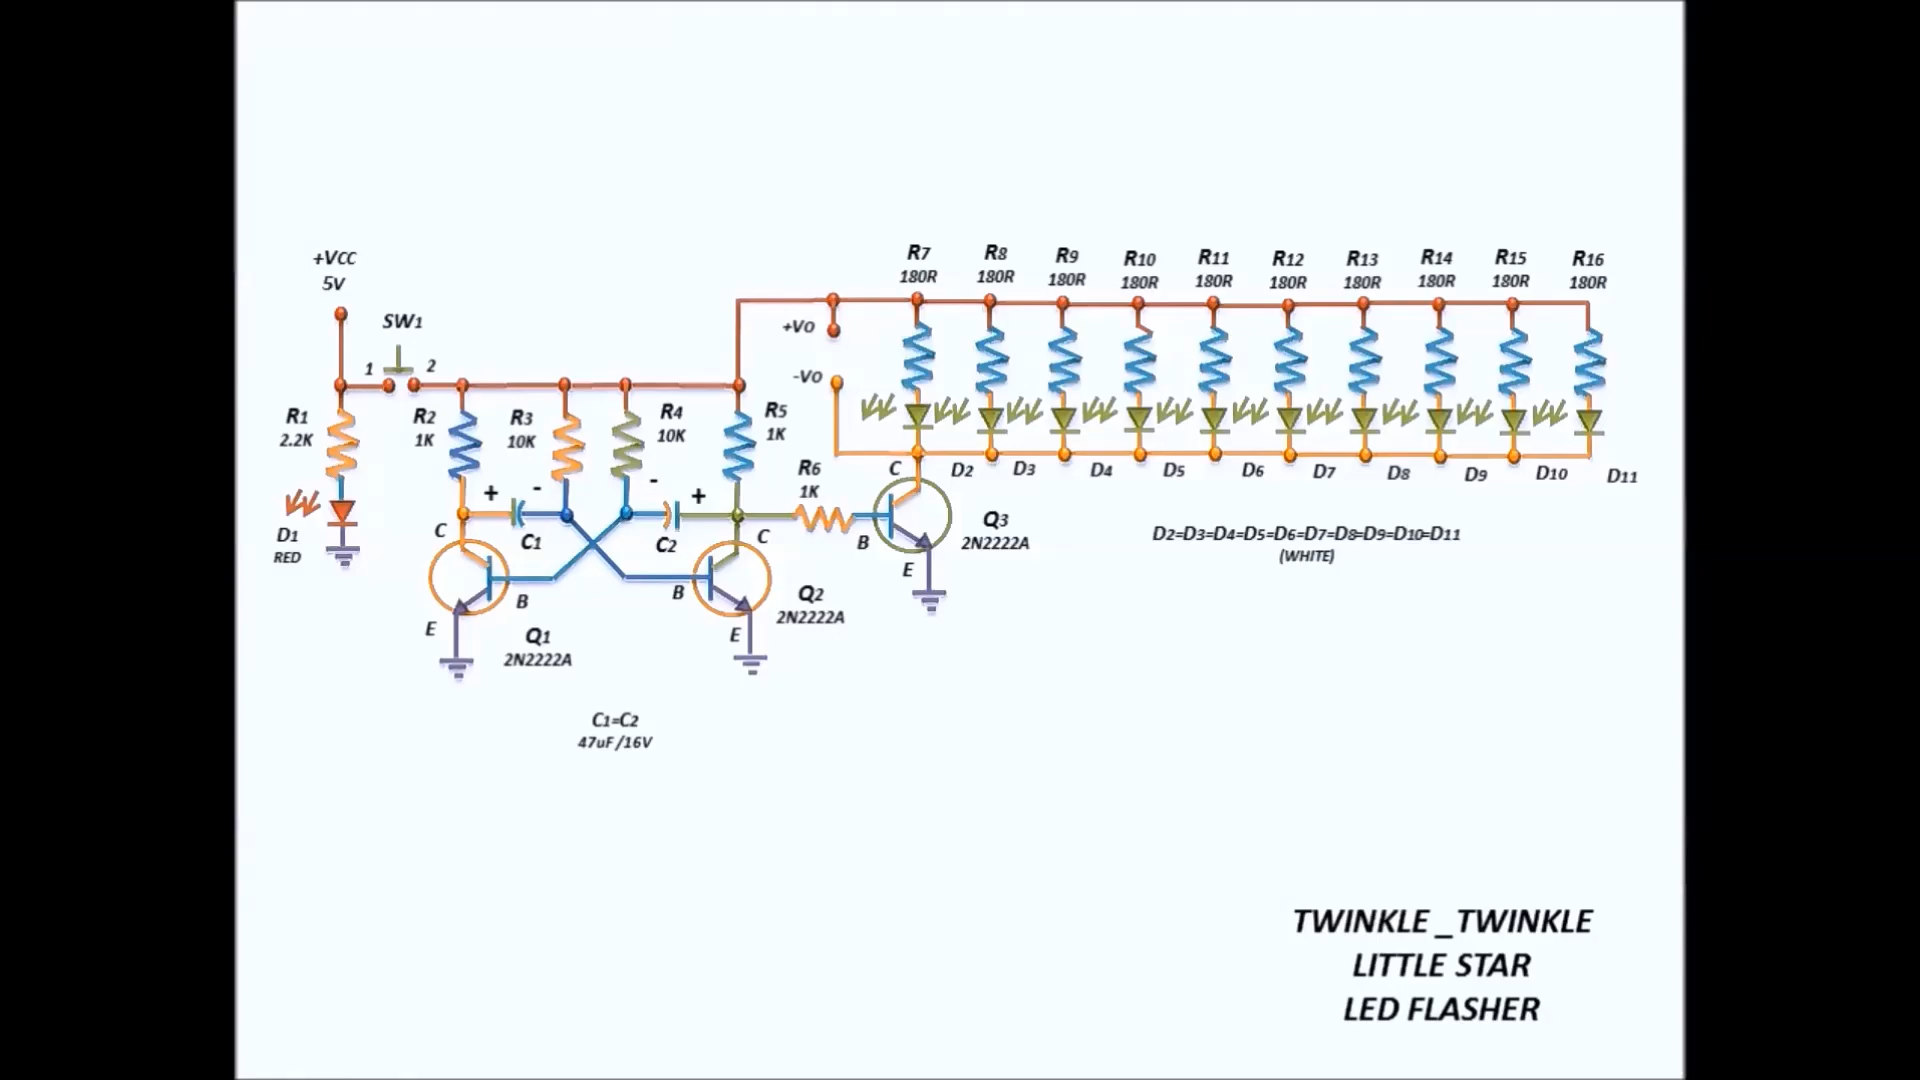 +VCC
5V
SW1
1
2
R1
2.2K
D1
RED
R2
1K
R3
10K
R4
10K
R5
1K
+
-
-
+
C
C1
C2
C
B
B
E
E
Q1
2N2222A
Q2
2N2222A
C1=C2
47uF/16V
+VO
-VO
R6
1K
C
B
E
Q3
2N2222A
R7
180R
R8
180R
R9
180R
R10
180R
R11
180R
R12
180R
R13
180R
R14
180R
R15
180R
R16
180R
D2
D3
D4
D5
D6
D7
D8
D9
D10
D11
D2=D3=D4=D5=D6=D7=D8=D9=D10=D11
(WHITE)
TWINKLE_TWINKLE
LITTLE STAR
LED FLASHER